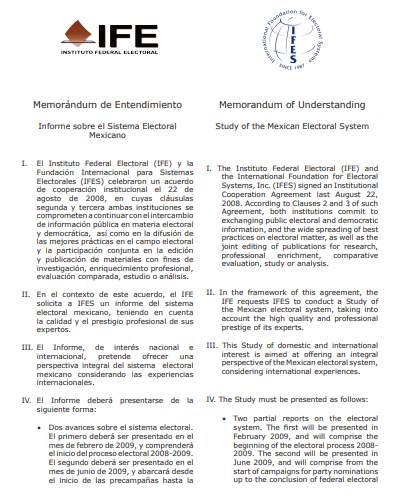 IFE
INSTITUTO FEDERAL ELECTORAL
Memorándum de Entendimiento
Informe sobre el Sistema Electoral
Mexicano
I. El Instituto Federal Electoral (IFE) y la
Fundación Internacional para Sistemas
Electorales (IFES) celebraron un acuerdo
de cooperación institucional el 22 de
agosto de 2008, en cuyas cláusulas
segunda y tercera ambas instituciones se
comprometen a continuar con el intercambio
de información pública en materia electoral
y democrática, así como en la difusión de
las mejores prácticas en el campo electoral
y la participación conjunta en la edición
y publicación de materiales con fines de
investigación, enriquecimiento profesional,
evaluación comparada, estudio o análisis.
II. En el contexto de este acuerdo, el IFE
solicita a IFES un informe del sistema
electoral mexicano, teniendo en cuenta
la calidad y el prestigio profesional de sus
expertos.
III. El Informe, de interés nacional e
internacional, pretende ofrecer una
perspectiva integral del sistema electoral
mexicano considerando las experiencias
internacionales.
IV. El Informe deberá presentarse de la
siguiente forma:
• Dos avances sobre el sistema electoral.
El primero deberá ser presentado en el
mes de febrero de 2009, y comprenderá
el inicio del proceso electoral 2008-2009.
El segundo deberá ser presentado en el
mes de junio de 2009, y abarcará desde
el inicio de las precampañas hasta la
International Foundation for Electoral Systems
IFES
SINCE 1987
Memorandum of Understanding
Study of the Mexican Electoral System
I. The Instituto Federal Electoral (IFE) and
the International Foundation for Electoral
Systems, Inc. (IFES) signed an Institutional
Cooperation Agreement last August 22,
2008. According to Clauses 2 and 3 of such
Agreement, both institutions commit to
exchanging public electoral and democratic
information, and the wide spreading of best
practices on electoral matter, as well as the
joint editing of publications for research,
professional enrichment, comparative
evaluation, study or analysis.
II. In the framework of this agreement, the
IFE requests IFES to conduct a Study of
the Mexican electoral system, taking into
account the high quality and professional
prestige of its experts.
III. This Study of domestic and international
interest is aimed at offering an integral
perspective of the Mexican electoral system,
considering international experiences.
IV. The Study must be presented as follows:
• Two partial reports on the electoral
system. The first will be presented in
February 2009, and will comprise the
beginning of the electoral process 2008-
2009. The second will be presented in
June 2009, and will comprise from the
start of campaigns for party nominations
up to the conclusion of federal electoral